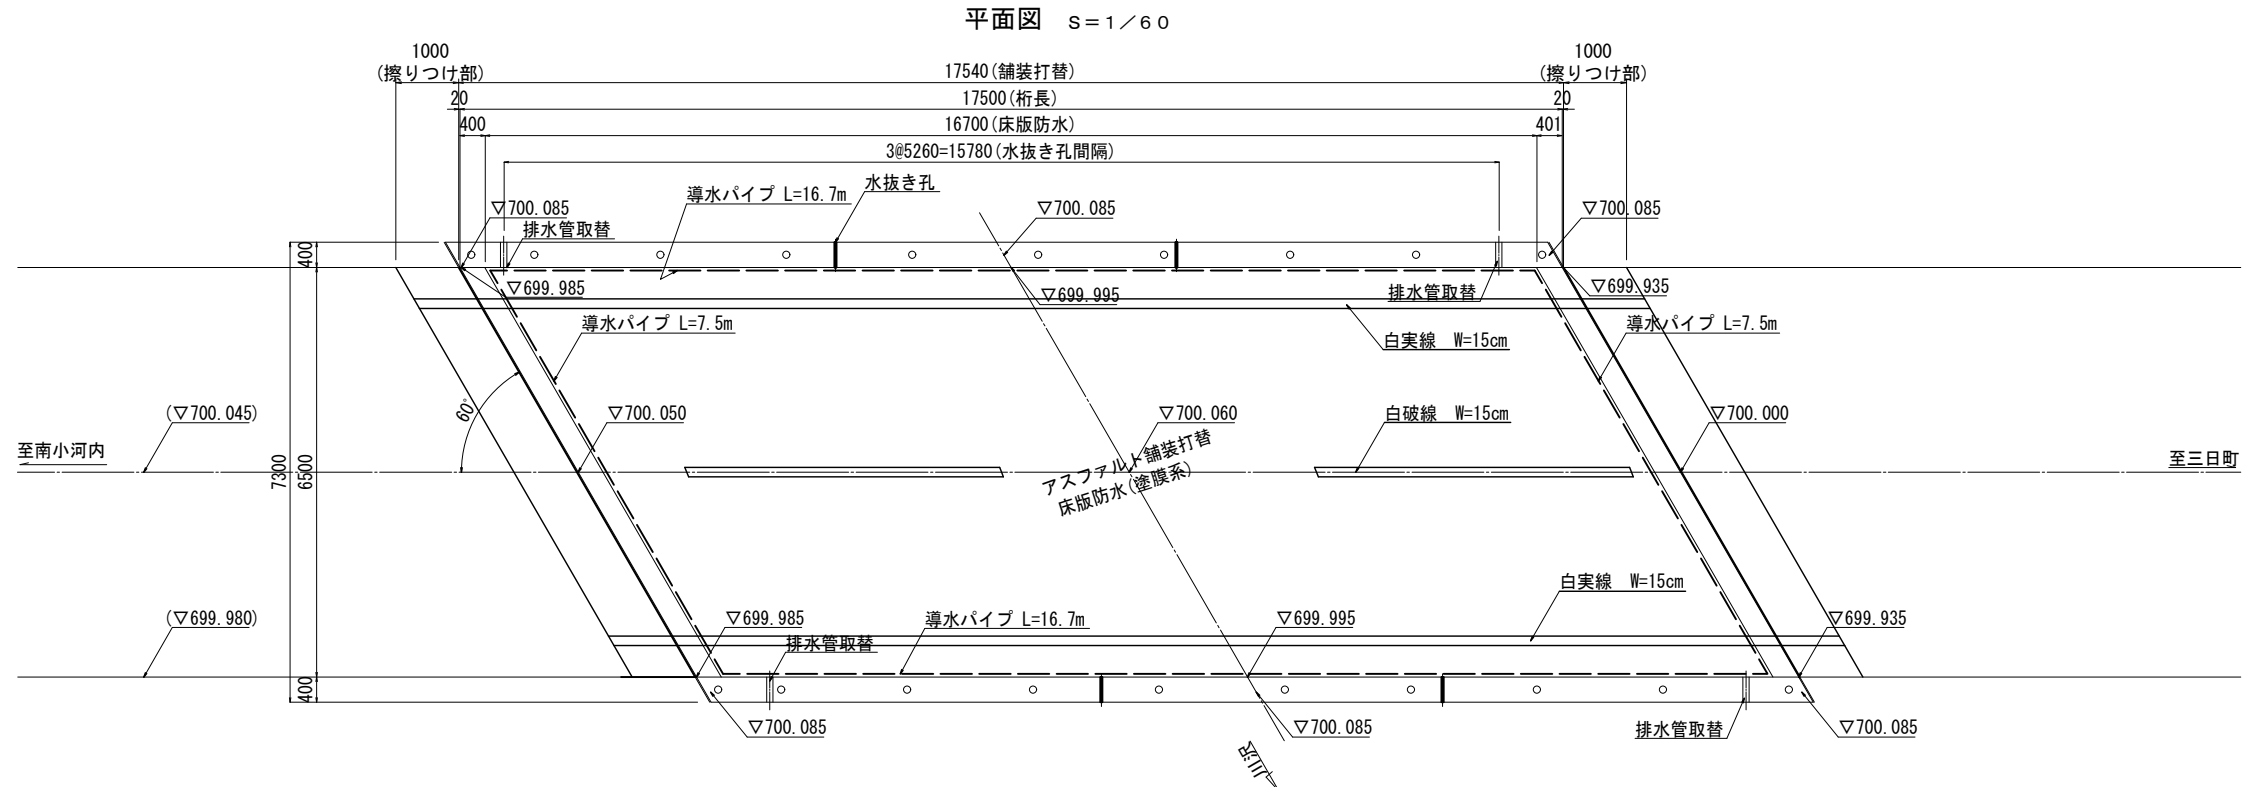 平面図 S=1/60
1000 1000
(擦りつけ部) 17540(舗装打替) (擦りつけ部)
20 17500(桁長) 20
400 16700(床版防水) 401
3@5260=15780(水抜き孔間隔)
導水パイプ L=16.7m 水抜き孔
▽700.085 ▽700.085 ▽700.085
排水管取替
400
▽699.985 ▽699.995 排水管取替 ▽699.935
導水パイプ L=7.5m 導水パイプ L=7.5m
白実線 W=15cm
60°
(▽700.045) ▽700.050 ▽700.060 白破線 W=15cm ▽700.000
至南小河内 至三日町
7300 6500
アスファルト舗装打替
床版防水(塗膜系)
白実線 W=15cm
(▽699.980) ▽699.985 導水パイプ L=16.7m ▽699.995 ▽699.935
排水管取替
400
▽700.085 ▽700.085 排水管取替 ▽700.085
沢川